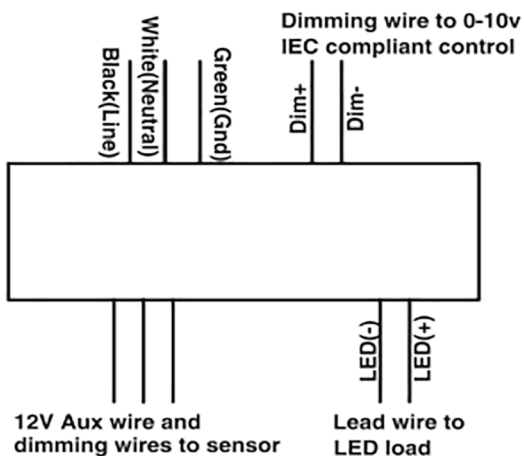 Dimming wire to 0-10v
IEC compliant control
Black(Line)
White(Neutral)
Green(Gnd)
Dim+
Dim-
LED(-)
LED(+)
12V Aux wire and
dimming wires to sensor
Lead wire to
LED load